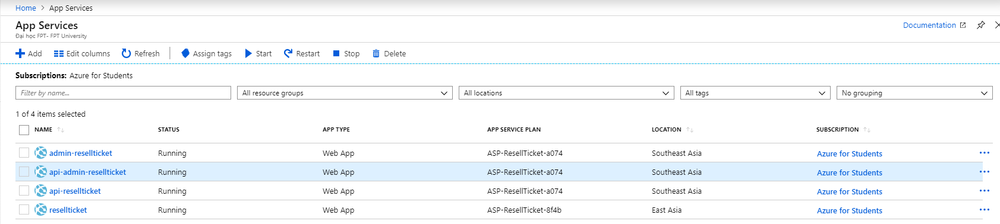 Home > App Services
App Services
Documentation
Đại học FPT- FPT University
Add Edit columns Refresh Assign tags Start Restart Stop Delete
Subscriptions: Azure for Students
Filter by name... All resource groups All locations All tags No grouping
1 of 4 items selected
NAME STATUS APP TYPE APP SERVICE PLAN LOCATION SUBSCRIPTION
admin-resellticket Running Web App ASP-ResellTicket-a074 Southeast Asia Azure for Students
api-admin-resellticket Running Web App ASP-ResellTicket-a074 Southeast Asia Azure for Students
api-resellticket Running Web App ASP-ResellTicket-a074 Southeast Asia Azure for Students
resellticket Running Web App ASP-ResellTicket-8f4b East Asia Azure for Students